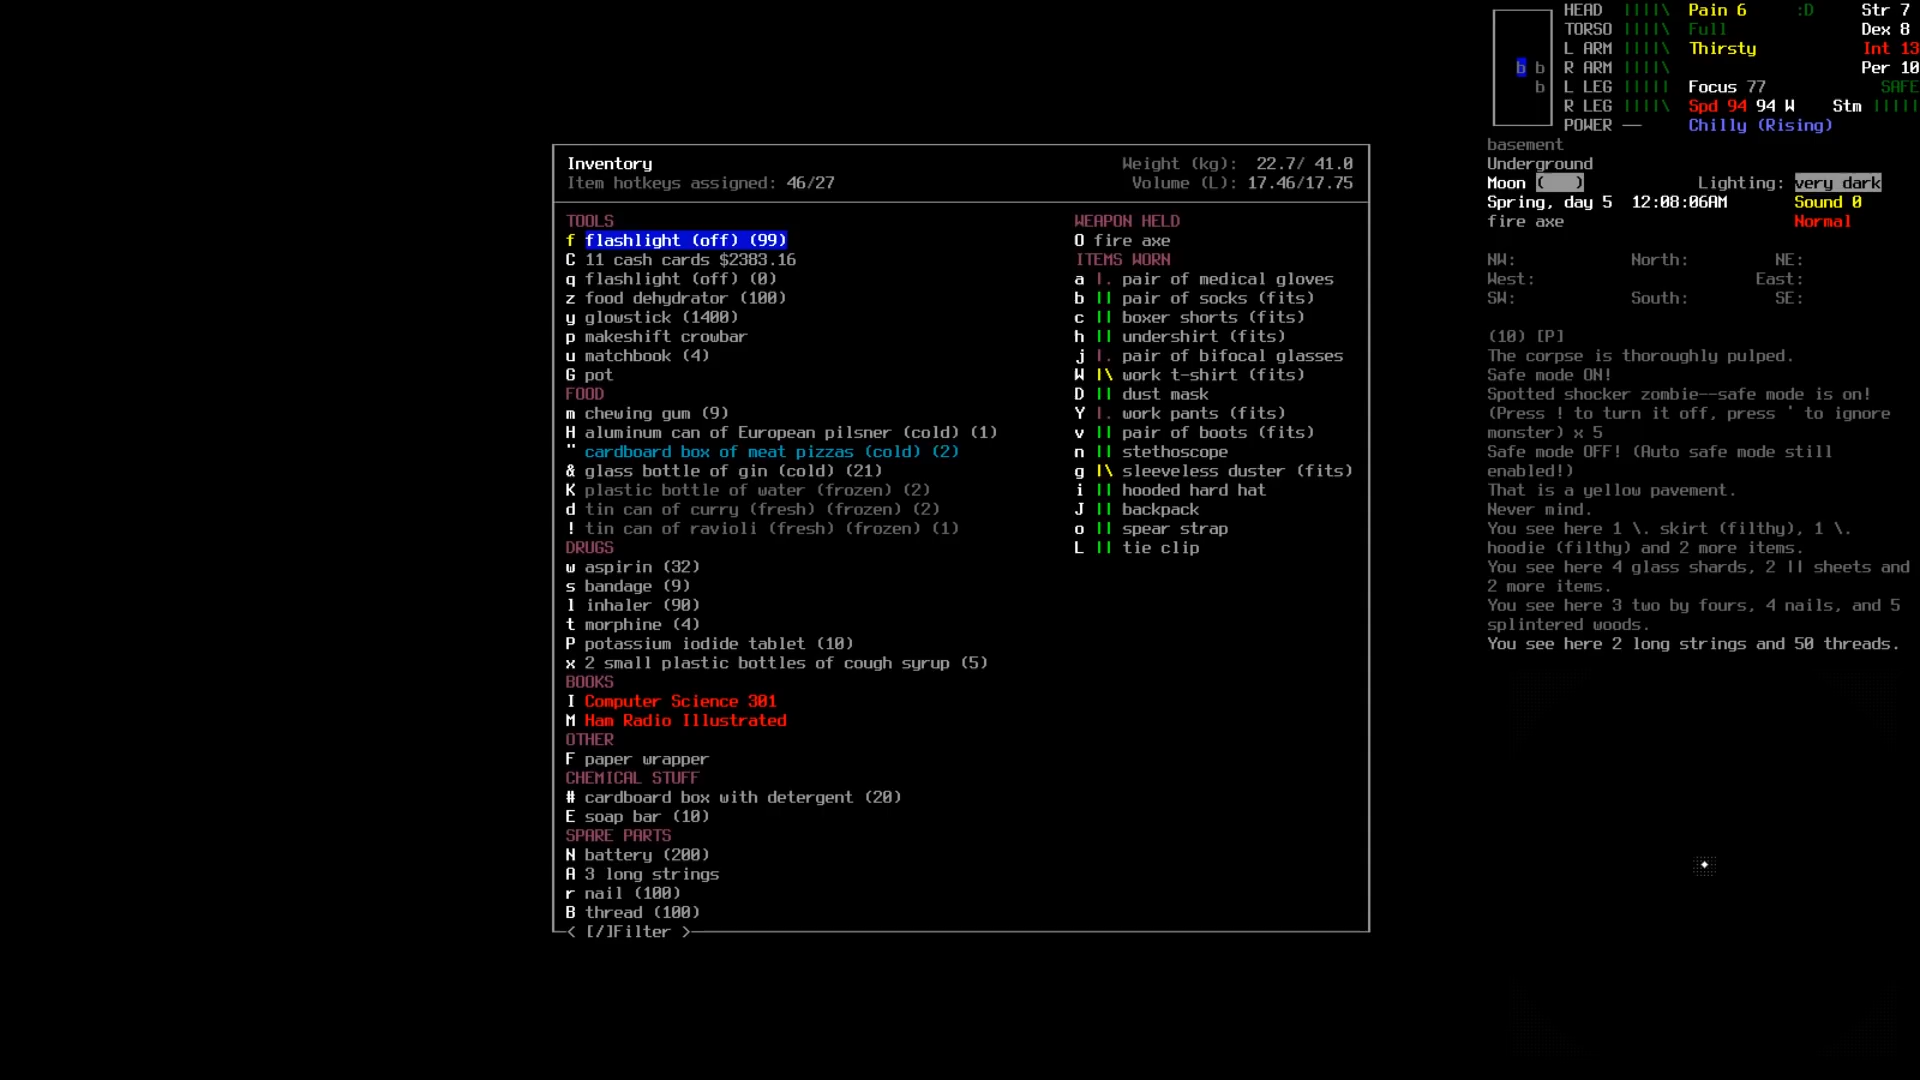 Inventory Weight (kg): 22.7/ 41.0
Item hotkeys assigned: 46/27 Volume (L): 17.46/17.75
TOOLS
f flashlight (off) (99)
C 11 cash cards $2383.16
q flashlight (off) (0)
z food dehydrator (100)
y glowstick (1400)
p makeshift crowbar
u matchbook (4)
G pot
FOOD
m chewing gum (9)
H aluminum can of European pilsner (cold) (1)
" cardboard box of meat pizzas (cold) (2)
& glass bottle of gin (cold) (21)
K plastic bottle of water (frozen) (2)
d tin can of curry (fresh) (frozen) (2)
! tin can of ravioli (fresh) (frozen) (1)
DRUGS
w aspirin (32)
s bandage (9)
l inhaler (90)
t morphine (4)
P potassium iodide tablet (10)
x 2 small plastic bottles of cough syrup (5)
BOOKS
I Computer Science 301
M Ham Radio Illustrated
OTHER
F paper wrapper
CHEMICAL STUFF
# cardboard box with detergent (20)
E soap bar (10)
SPARE PARTS
N battery (200)
A 3 long strings
r nail (100)
B thread (100)
< [/]Filter >
WEAPON HELD
O fire axe
ITEMS WORN
a |. pair of medical gloves
b || pair of socks (fits)
c || boxer shorts (fits)
h || undershirt (fits)
j |. pair of bifocal glasses
W |\ work t-shirt (fits)
D || dust mask
Y |. work pants (fits)
v || pair of boots (fits)
n || stethoscope
g |\ sleeveless duster (fits)
i || hooded hard hat
J || backpack
o || spear strap
L || tie clip
HEAD ||||\ Pain 6 :D Str 7
TORSO ||||\ Full Dex 8
L ARM ||||\ Thirsty Int 13
b b R ARM ||||\ Per 10
b L LEG ||||| Focus 77 SAFE
R LEG ||||\ Spd 94 94 W Stm |||||
POWER — Chilly (Rising)
basement
Underground
Moon ( ) Lighting: very dark
Spring, day 5 12:08:06AM Sound 0
fire axe Normal
NW: North: NE:
West: East:
SW: South: SE:
(10) [P]
The corpse is thoroughly pulped.
Safe mode ON!
Spotted shocker zombie--safe mode is on!
(Press ! to turn it off, press ' to ignore
monster) x 5
Safe mode OFF! (Auto safe mode still
enabled!)
That is a yellow pavement.
Never mind.
You see here 1 \. skirt (filthy), 1 \.
hoodie (filthy) and 2 more items.
You see here 4 glass shards, 2 || sheets and
2 more items.
You see here 3 two by fours, 4 nails, and 5
splintered woods.
You see here 2 long strings and 50 threads.